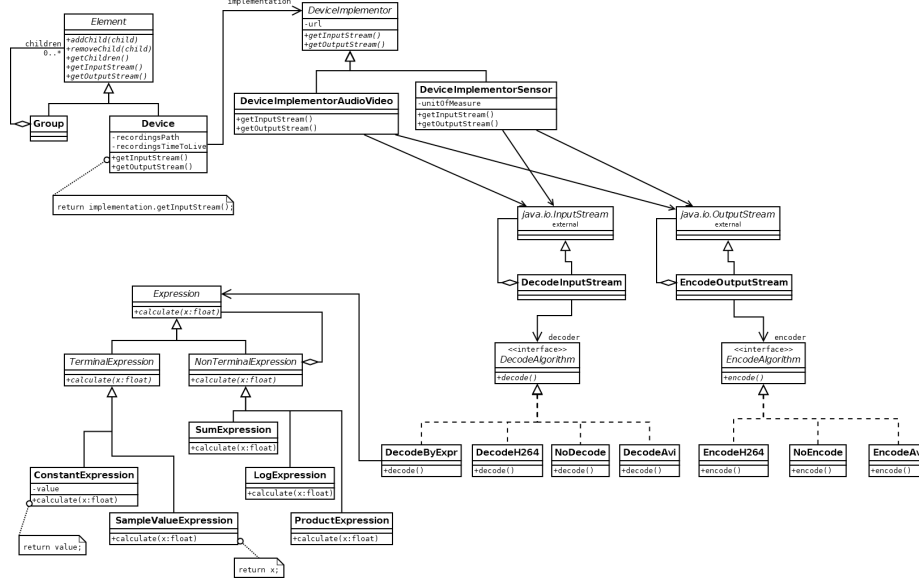 implementation
DeviceImplementor
-url
+getInputStream()
+getOutputStream()
Element
+addChild(child)
+removeChild(child)
+getChildren()
+getInputStream()
+getOutputStream()
children
0..*
Group
Device
-recordingsPath
-recordingsTimeToLive
+getInputStream()
+getOutputStream()
return implementation.getInputStream();
DeviceImplementorAudioVideo
+getInputStream()
+getOutputStream()
DeviceImplementorSensor
-unitOfMeasure
+getInputStream()
+getOutputStream()
java.io.InputStream
external
java.io.OutputStream
external
DecodeInputStream
EncodeOutputStream
decoder
<<interface>>
DecodeAlgorithm
+decode()
encoder
<<interface>>
EncodeAlgorithm
+encode()
Expression
+calculate(x:float)
TerminalExpression
+calculate(x:float)
NonTerminalExpression
+calculate(x:float)
SumExpression
+calculate(x:float)
DecodeByExpr
+decode()
DecodeH264
+decode()
NoDecode
+decode()
DecodeAvi
+decode()
EncodeH264
+encode()
NoEncode
+encode()
EncodeAv
+encode()
ConstantExpression
-value
+calculate(x:float)
LogExpression
+calculate(x:float)
SampleValueExpression
+calculate(x:float)
ProductExpression
+calculate(x:float)
return value;
return x;